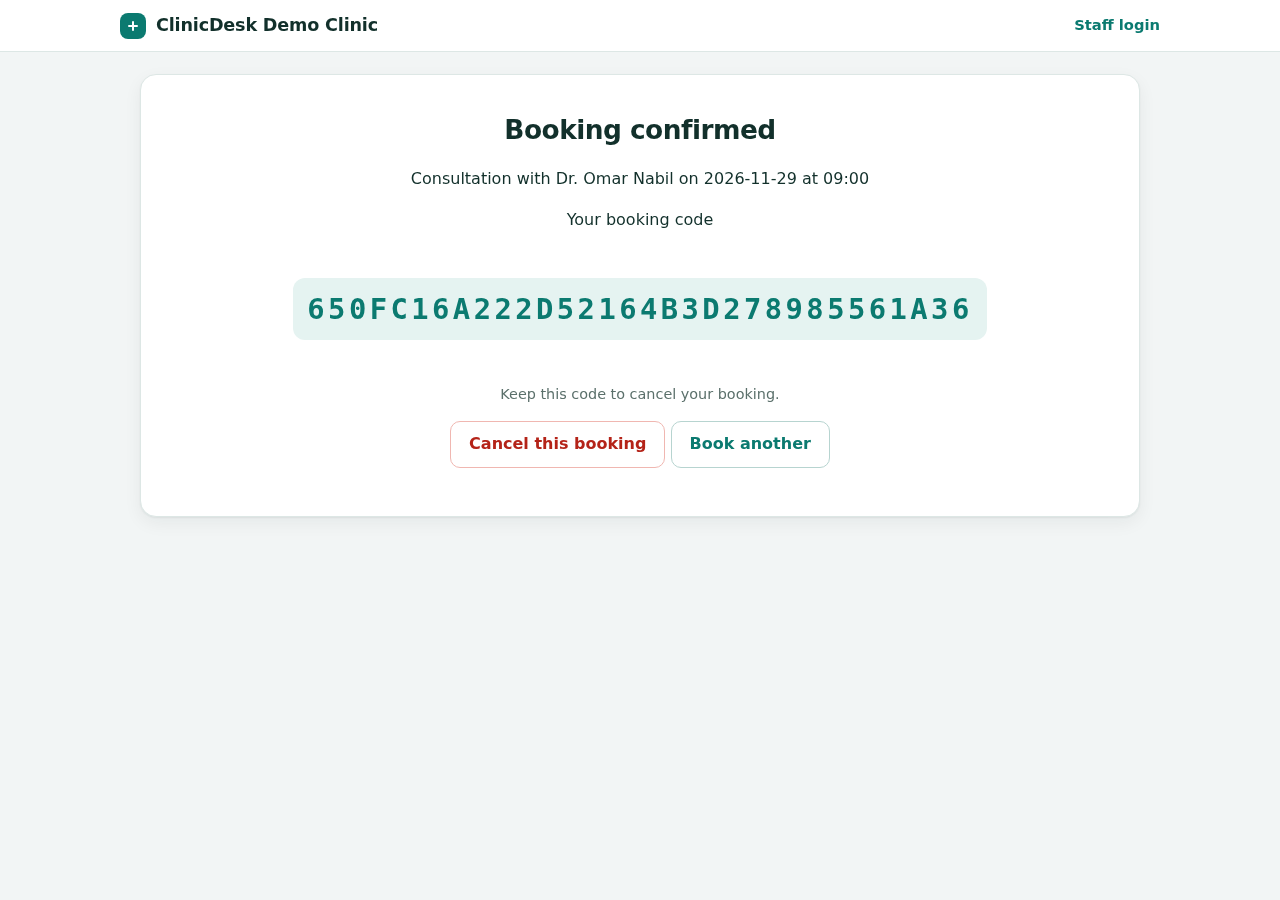 + ClinicDesk Demo Clinic
Staff login
Booking confirmed
Consultation with Dr. Omar Nabil on 2026-11-29 at 09:00
Your booking code
650FC16A222D52164B3D278985561A36
Keep this code to cancel your booking.
Cancel this booking
Book another